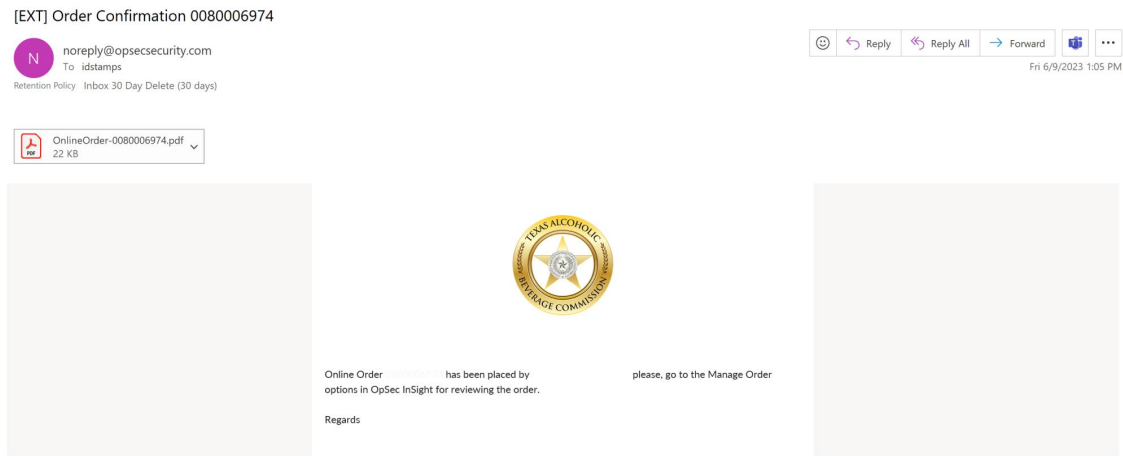 [EXT] Order Confirmation 0080006974
N
noreply@opsecsecurity.com
To idstamps
Retention Policy Inbox 30 Day Delete (30 days)
Reply
Reply All
Forward
Fri 6/9/2023 1:05 PM
PDF
OnlineOrder-0080006974.pdf
22 KB
TEXAS ALCOHOLIC
BEVERAGE COMMISSION
Online Order has been placed by please, go to the Manage Order
options in OpSec InSight for reviewing the order.
Regards